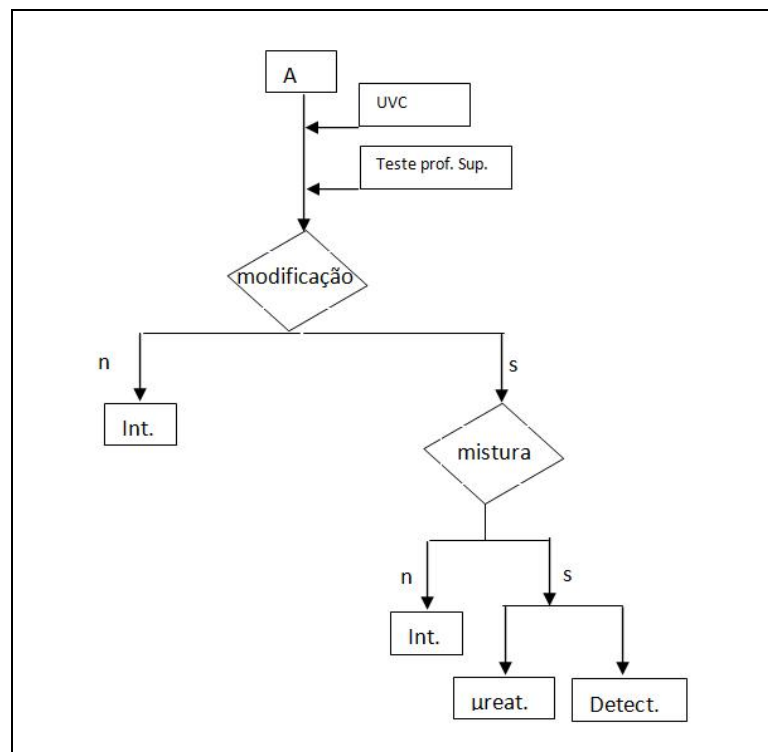 A
UVC
Teste prof. Sup.
modificação
n
s
Int.
mistura
n
s
Int.
µreat.
Detect.